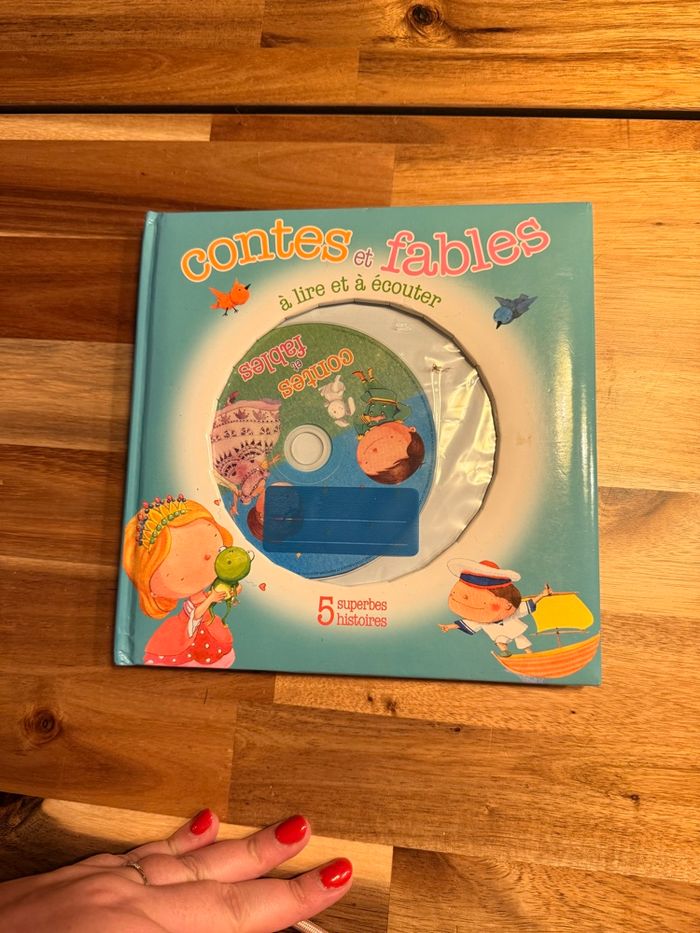 contes et fables
à lire et à écouter
contes
et
fables
5 superbes
histoires